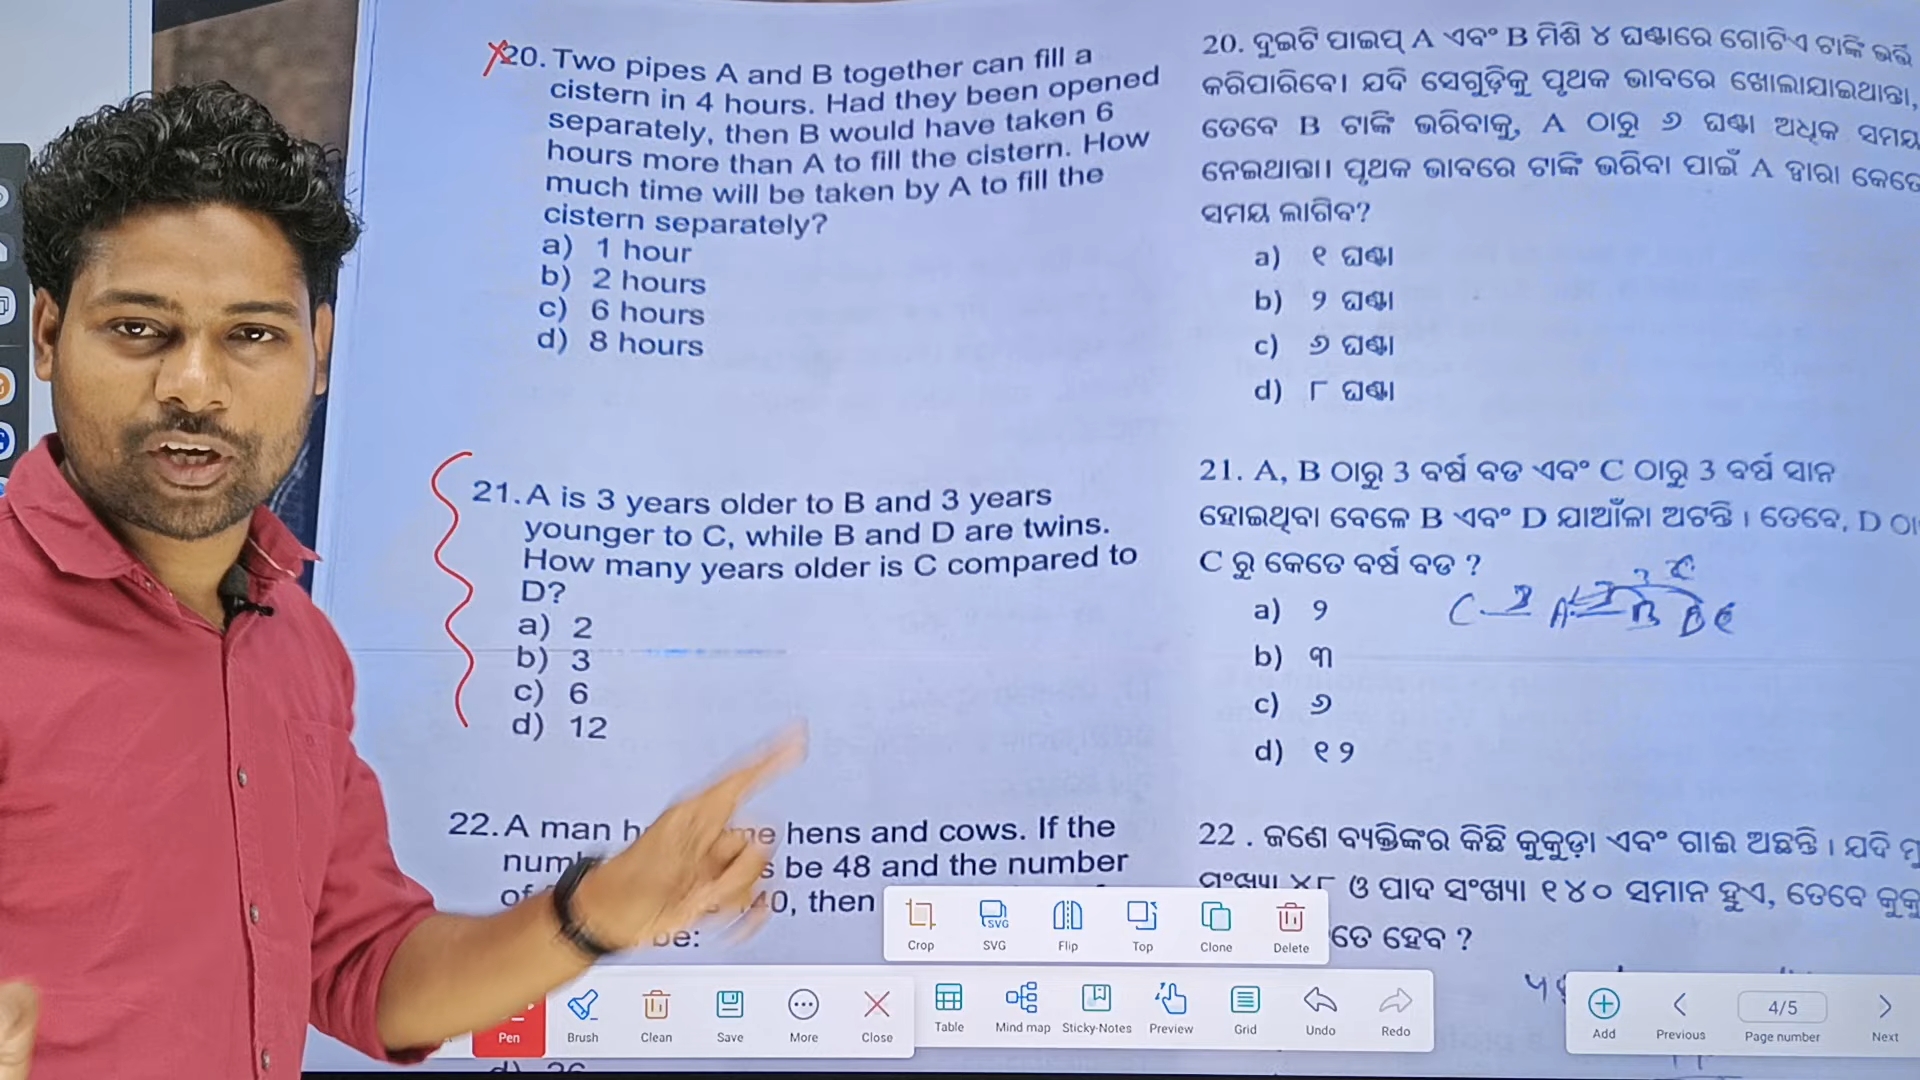 20. Two pipes A and B together can fill a
cistern in 4 hours. Had they been opened
separately, then B would have taken 6
hours more than A to fill the cistern. How
much time will be taken by A to fill the
cistern separately?
a) 1 hour
b) 2 hours
c) 6 hours
d) 8 hours
21. A is 3 years older to B and 3 years
younger to C, while B and D are twins.
How many years older is C compared to
D?
a) 2
b) 3
c) 6
d) 12
22. A man hens and cows. If the
be 48 and the number
then
be:
20. ଦୁଇଟି ପାଇପ୍ A ଏବଂ B ମିଶି ୪ ଘଣ୍ଟାରେ ଗୋଟିଏ ଟାଙ୍କି ଭର୍ତ୍ତି
କରିପାରିବେ। ଯଦି ସେଗୁଡ଼ିକୁ ପୃଥକ ଭାବରେ ଖୋଲାଯାଇଥାନ୍ତା,
ତେବେ B ଟାଙ୍କି ଭରିବାକୁ, A ଠାରୁ ୬ ଘଣ୍ଟା ଅଧିକ ସମୟ
ନେଇଥାନ୍ତା। ପୃଥକ ଭାବରେ ଟାଙ୍କି ଭରିବା ପାଇଁ A ଦ୍ୱାରା କେତେ
ସମୟ ଲାଗିବ?
a) ୧ ଘଣ୍ଟା
b) ୨ ଘଣ୍ଟା
c) ୬ ଘଣ୍ଟା
d) ୮ ଘଣ୍ଟା
21. A, B ଠାରୁ 3 ବର୍ଷ ବଡ ଏବଂ C ଠାରୁ 3 ବର୍ଷ ସାନ
ହୋଇଥିବା ବେଳେ B ଏବଂ D ଯାଆଁଳା ଅଟନ୍ତି । ତେବେ, D ଠା
C ରୁ କେତେ ବର୍ଷ ବଡ ?
a) ୨
b) ୩
c) ୬
d) ୧୨
22 . ଜଣେ ବ୍ୟକ୍ତିଙ୍କର କିଛି କୁକୁଡ଼ା ଏବଂ ଗାଈ ଅଛନ୍ତି । ଯଦି ମୁ
ସଂଖ୍ୟା ୪୮ ଓ ପାଦ ସଂଖ୍ୟା ୧୪୦ ସମାନ ହୁଏ, ତେବେ କୁକୁ
ହେବ ?
Crop SVG Flip Top Clone Delete
Pen Brush Clean Save More Close
Table Mind map Sticky-Notes Preview Grid Undo Redo
Add Previous 4/5 Page number Next